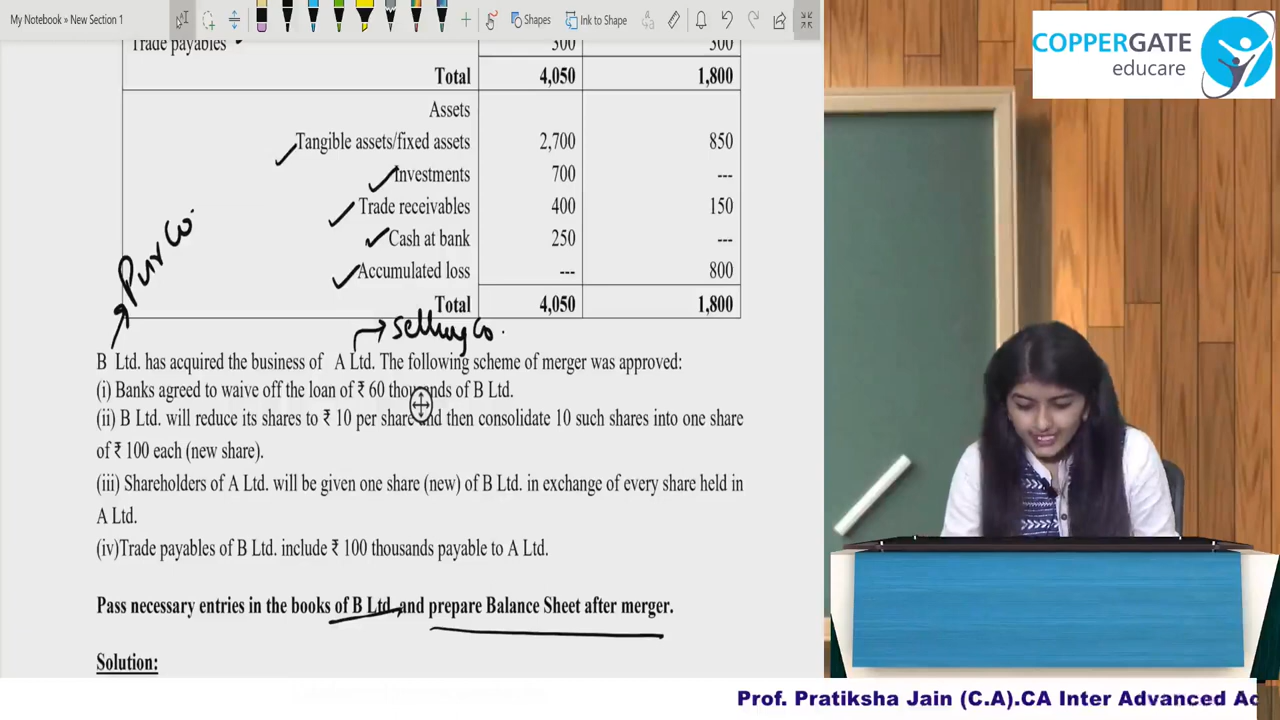 My Notebook » New Section 1
Shapes
Ink to Shape
COPPERGATE
educare
Trade payables 300 300
Total 4,050 1,800
Assets
Tangible assets/fixed assets 2,700 850
Investments 700 ---
Trade receivables 400 150
Cash at bank 250 ---
Accumulated loss --- 800
Total 4,050 1,800
Pur Co.
Selling Co.
B Ltd. has acquired the business of A Ltd. The following scheme of merger was approved:
(i) Banks agreed to waive off the loan of ₹ 60 thousands of B Ltd.
(ii) B Ltd. will reduce its shares to ₹ 10 per share and then consolidate 10 such shares into one share
of ₹ 100 each (new share).
(iii) Shareholders of A Ltd. will be given one share (new) of B Ltd. in exchange of every share held in
A Ltd.
(iv)Trade payables of B Ltd. include ₹ 100 thousands payable to A Ltd.
Pass necessary entries in the books of B Ltd. and prepare Balance Sheet after merger.
Solution:
Prof. Pratiksha Jain (C.A).CA Inter Advanced Ac